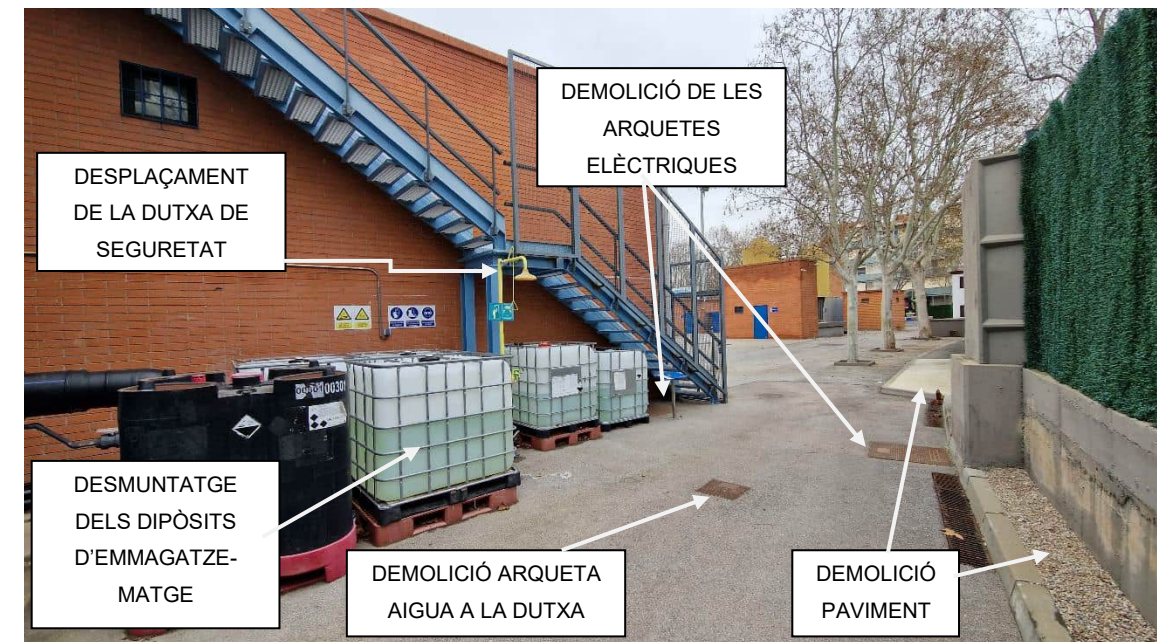 DEMOLICIÓ DE LES
ARQUETES
ELÈCTRIQUES
DESPLAÇAMENT
DE LA DUTXA DE
SEGURETAT
00301
DESMUNTATGE
DELS DIPÒSITS
D'EMMAGATZE-
MATGE
DEMOLICIÓ ARQUETA
AIGUA A LA DUTXA
DEMOLICIÓ
PAVIMENT